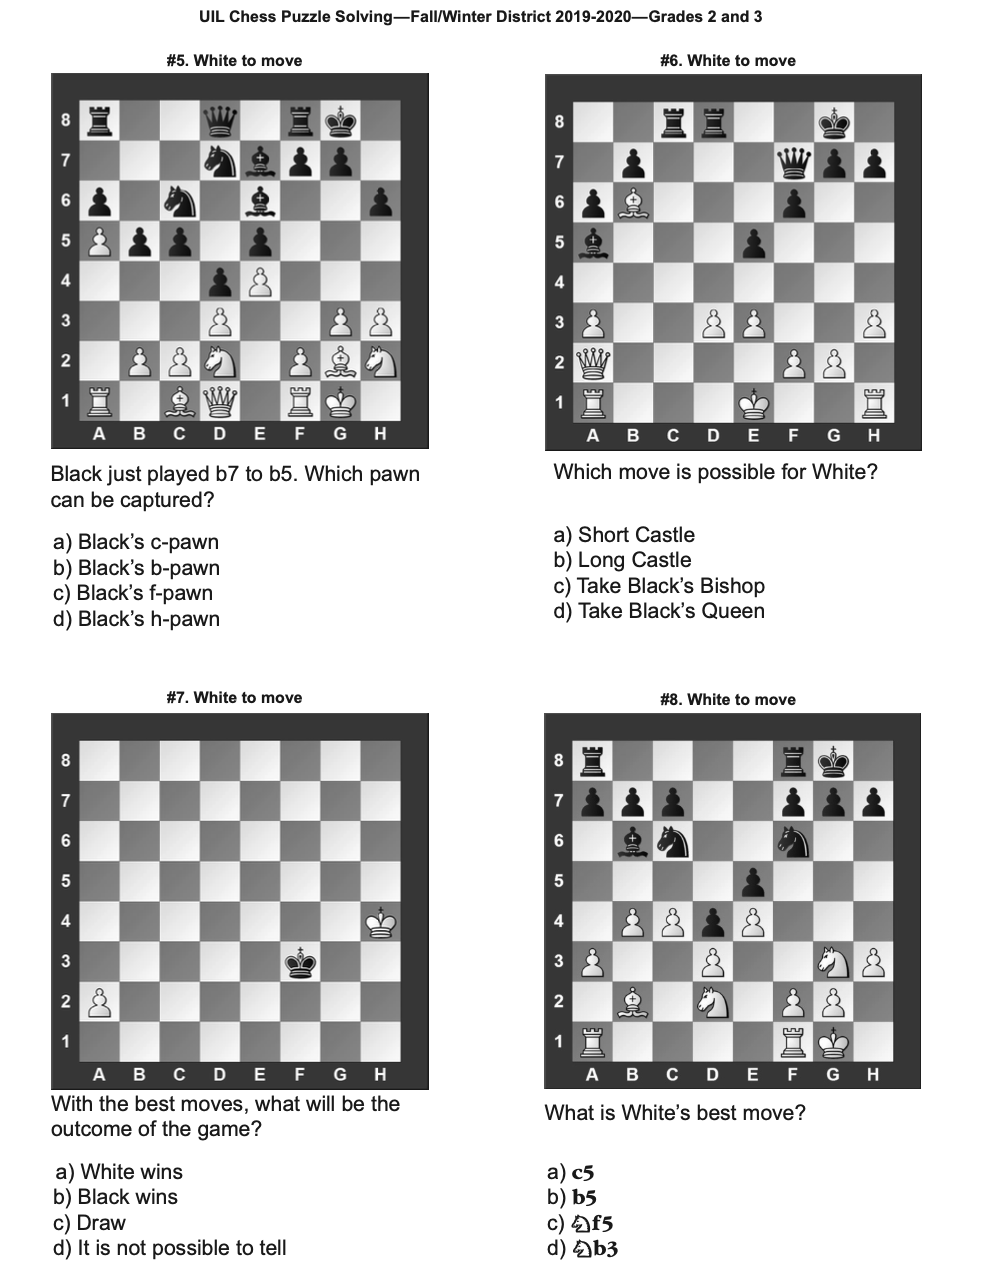 UIL Chess Puzzle Solving—Fall/Winter District 2019-2020—Grades 2 and 3
#5. White to move
8
7
6
5
4
3
2
1
A B C D E F G H
Black just played b7 to b5. Which pawn
can be captured?
a) Black's c-pawn
b) Black's b-pawn
c) Black's f-pawn
d) Black's h-pawn
#6. White to move
8
7
6
5
4
3
2
1
A B C D E F G H
Which move is possible for White?
a) Short Castle
b) Long Castle
c) Take Black's Bishop
d) Take Black's Queen
#7. White to move
8
7
6
5
4
3
2
1
A B C D E F G H
With the best moves, what will be the
outcome of the game?
a) White wins
b) Black wins
c) Draw
d) It is not possible to tell
#8. White to move
8
7
6
5
4
3
2
1
A B C D E F G H
What is White's best move?
a) c5
b) b5
c) ♘f5
d) ♘b3